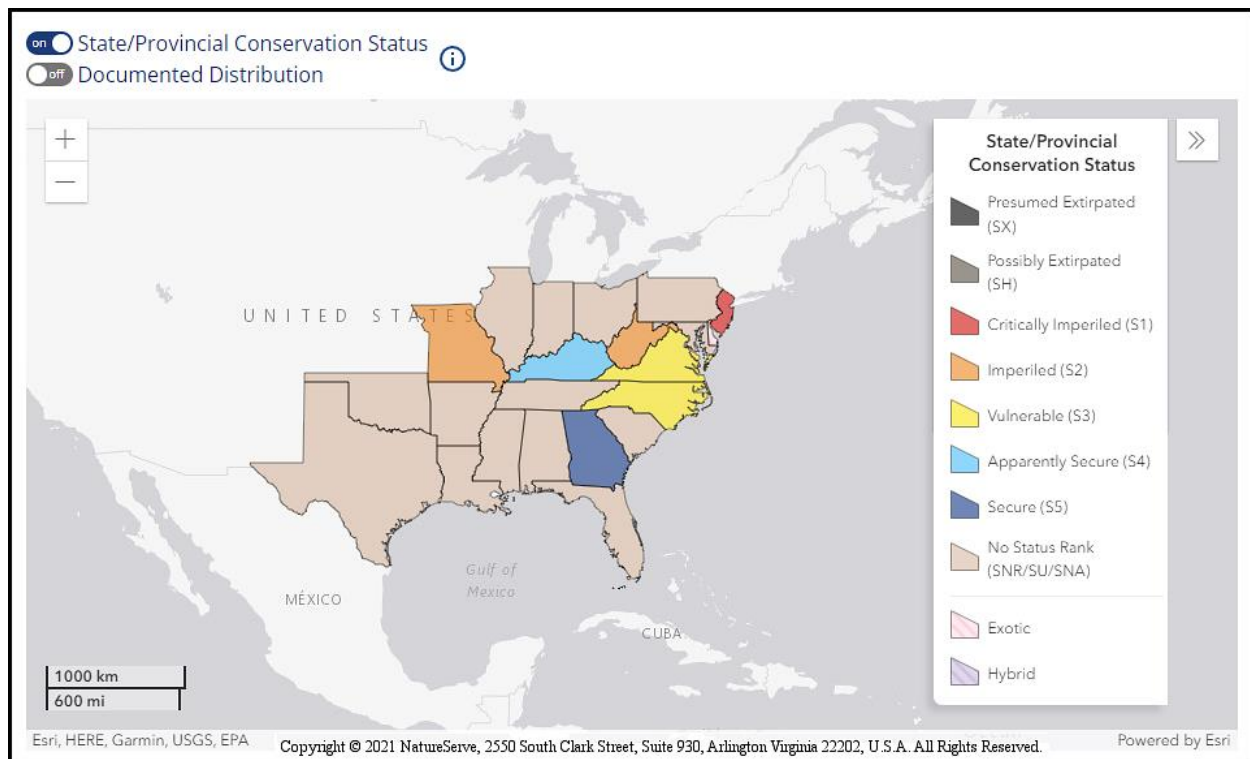 on State/Provincial Conservation Status
off Documented Distribution
State/Provincial
Conservation Status
Presumed Extirpated
(SX)
Possibly Extirpated
(SH)
Critically Imperiled (S1)
Imperiled (S2)
Vulnerable (S3)
Apparently Secure (S4)
Secure (S5)
No Status Rank
(SNR/SU/SNA)
Exotic
Hybrid
UNITED STATES
Gulf of
Mexico
MÉXICO
CUBA
1000 km
600 mi
Esri, HERE, Garmin, USGS, EPA
Copyright © 2021 NatureServe, 2550 South Clark Street, Suite 930, Arlington Virginia 22202, U.S.A. All Rights Reserved.
Powered by Esri